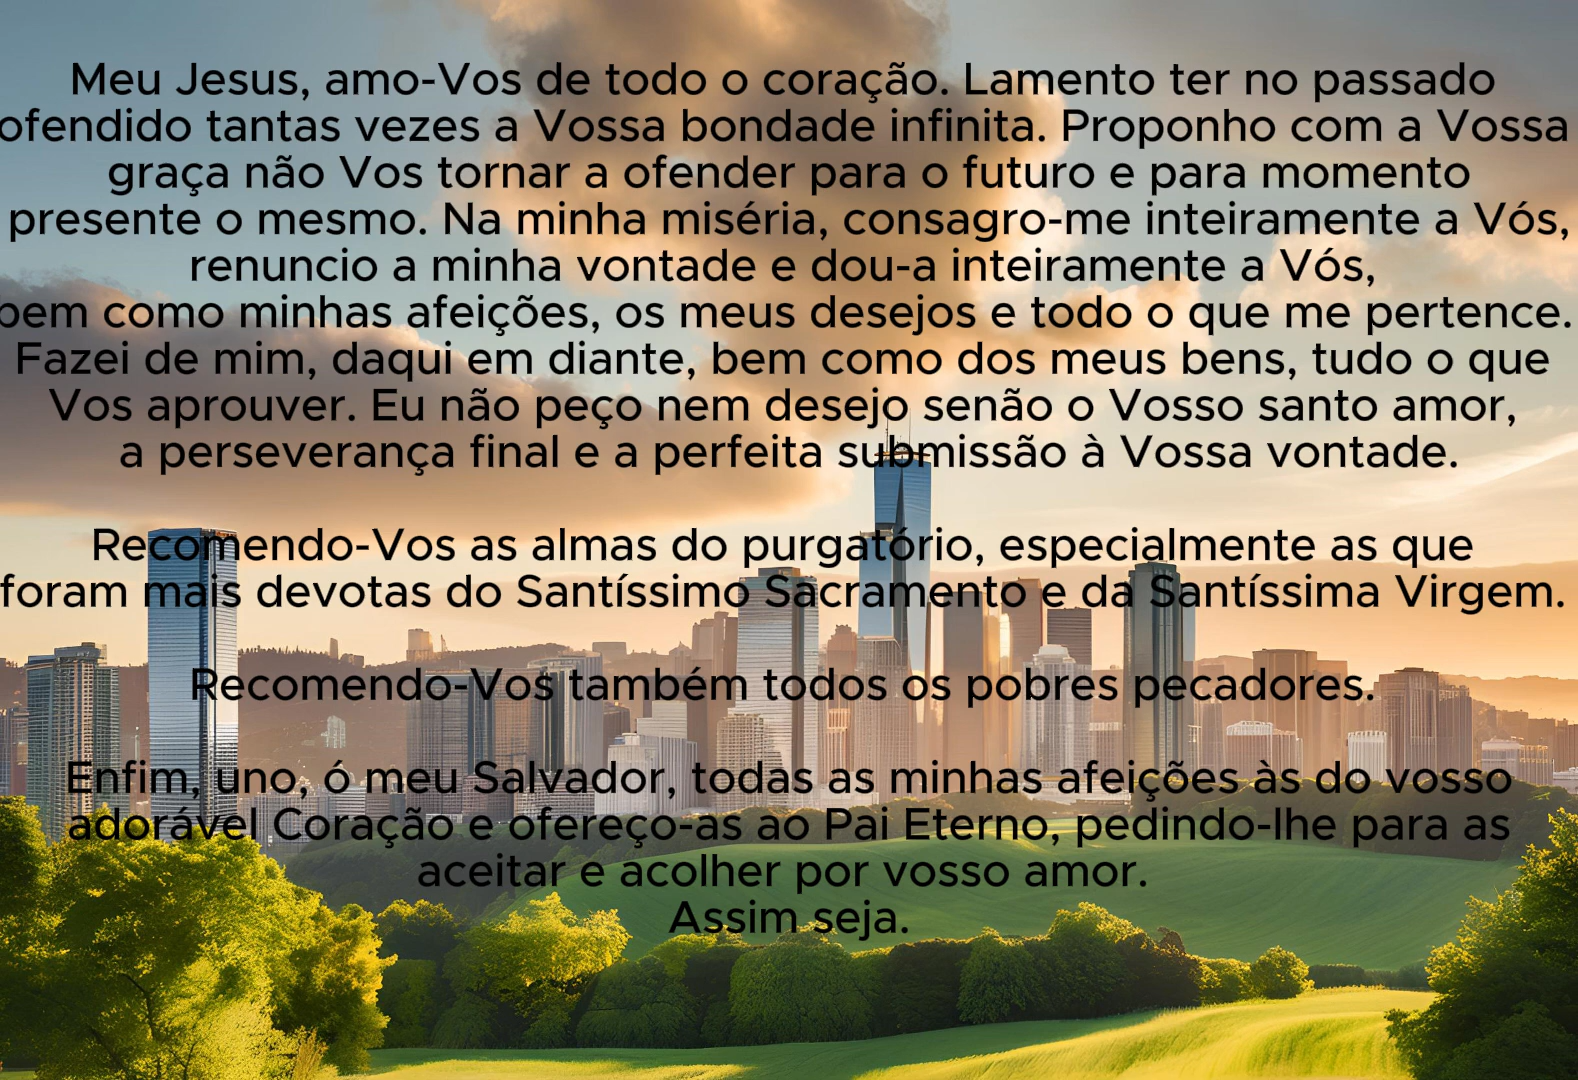 Meu Jesus, amo-Vos de todo o coração. Lamento ter no passado
ofendido tantas vezes a Vossa bondade infinita. Proponho com a Vossa
graça não Vos tornar a ofender para o futuro e para momento
presente o mesmo. Na minha miséria, consagro-me inteiramente a Vós,
renuncio a minha vontade e dou-a inteiramente a Vós,
bem como minhas afeições, os meus desejos e todo o que me pertence.
Fazei de mim, daqui em diante, bem como dos meus bens, tudo o que
Vos aprouver. Eu não peço nem desejo senão o Vosso santo amor,
a perseverança final e a perfeita submissão à Vossa vontade.
Recomendo-Vos as almas do purgatório, especialmente as que
foram mais devotas do Santíssimo Sacramento e da Santíssima Virgem.
Recomendo-Vos também todos os pobres pecadores.
Enfim, uno, ó meu Salvador, todas as minhas afeições às do vosso
adorável Coração e ofereço-as ao Pai Eterno, pedindo-lhe para as
aceitar e acolher por vosso amor.
Assim seja.